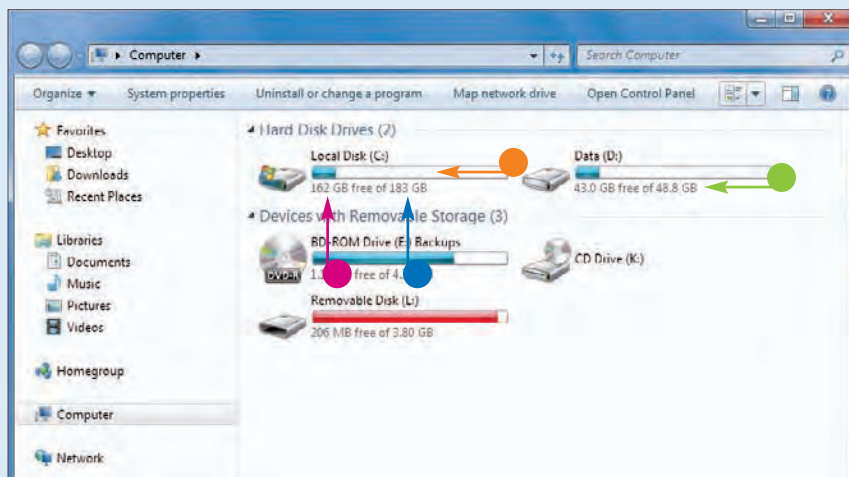 Computer
Search Computer
Organize
System properties
Uninstall or change a program
Map network drive
Open Control Panel
Favorites
Desktop
Downloads
Recent Places
Libraries
Documents
Music
Pictures
Videos
Homegroup
Computer
Network
Hard Disk Drives (2)
Local Disk (C:)
162 GB free of 183 GB
Data (D:)
43.0 GB free of 48.8 GB
Devices with Removable Storage (3)
BD-ROM Drive (E:) Backups
DVD-R
free of
CD Drive (K:)
Removable Disk (L:)
206 MB free of 3.80 GB